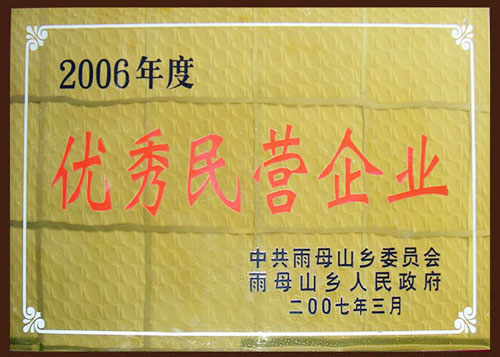 2006年度
优秀民营企业
中共雨母山乡委员会
雨母山乡人民政府
二00七年三月